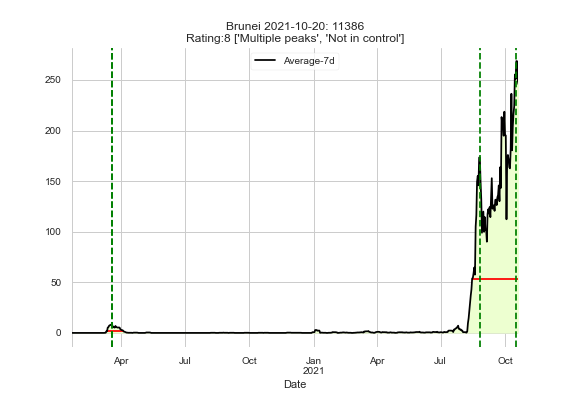 Brunei 2021-10-20: 11386
Rating:8 ['Multiple peaks', 'Not in control']
Average-7d
250
200
150
100
50
0
Apr
Jul
Oct
Jan
2021
Apr
Jul
Oct
Date